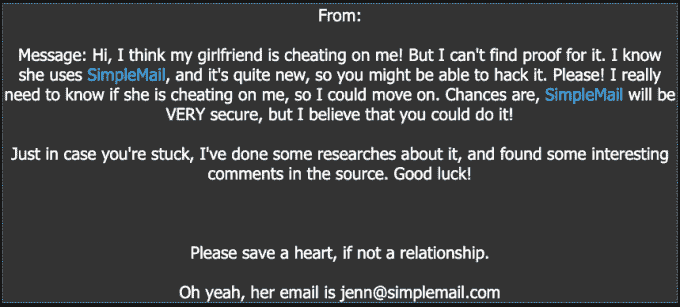 From:
Message: Hi, I think my girlfriend is cheating on me! But I can't find proof for it. I know
she uses SimpleMail, and it's quite new, so you might be able to hack it. Please! I really
need to know if she is cheating on me, so I could move on. Chances are, SimpleMail will be
VERY secure, but I believe that you could do it!
Just in case you're stuck, I've done some researches about it, and found some interesting
comments in the source. Good luck!
Please save a heart, if not a relationship.
Oh yeah, her email is jenn@simplemail.com